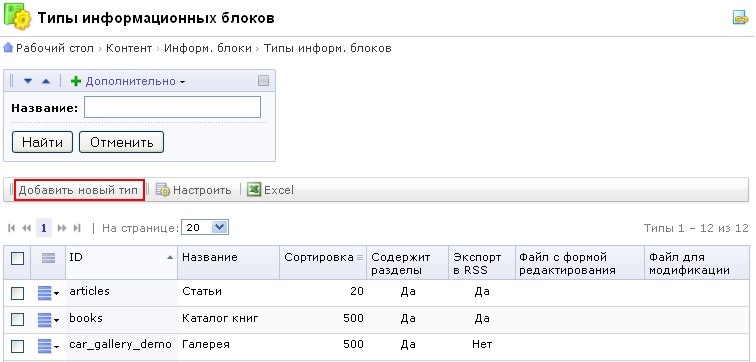 Типы информационных блоков
Рабочий стол › Контент › Информ. блоки › Типы информ. блоков
Дополнительно
Название:
Найти Отменить
Добавить новый тип Настроить Excel
1 На странице: 20 Типы 1 – 12 из 12
ID Название Сортировка Содержит разделы Экспорт в RSS Файл с формой редактирования Файл для модификации
articles Статьи 20 Да Да
books Каталог книг 500 Да Да
car_gallery_demo Галерея 500 Да Нет